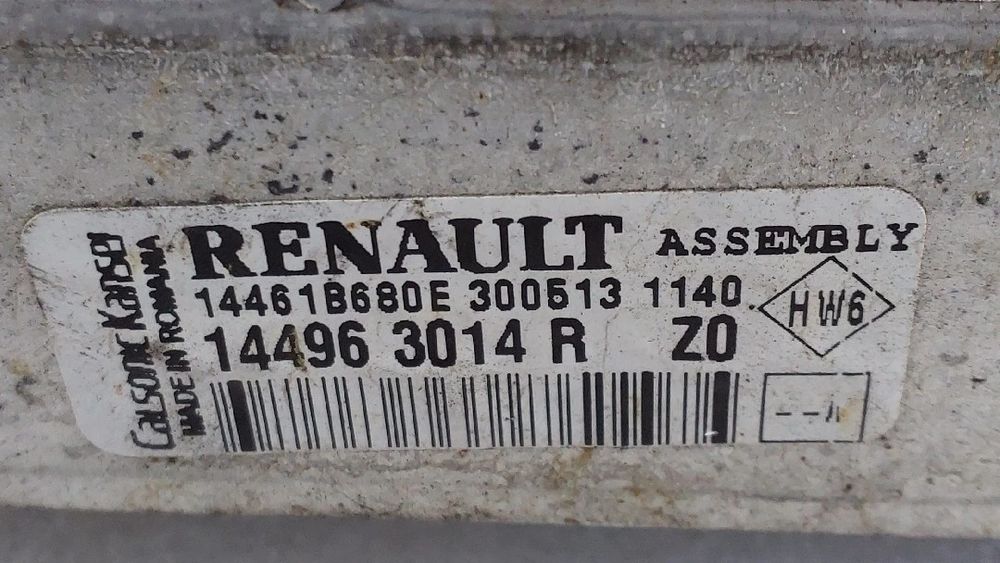 Calsonic Kansei
MADE IN ROMANIA
RENAULT ASSEMBLY
14461B680E 300513 1140
14496 3014 R Z0
HW6